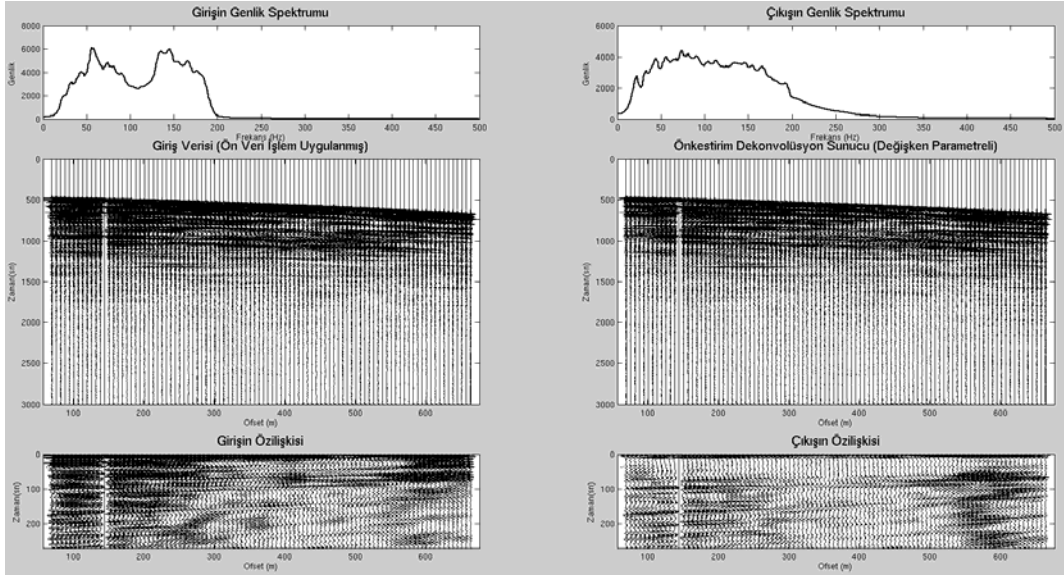 Girişin Genlik Spektrumu
Genlik
8000
6000
4000
2000
0
0 50 100 150 200 250 300 350 400 450 500
Frekans (Hz)
Çıkışın Genlik Spektrumu
Genlik
6000
4000
2000
0
0 50 100 150 200 250 300 350 400 450 500
Frekans (Hz)
Giriş Verisi (Ön Veri İşlem Uygulanmış)
Zaman(sn)
0
500
1000
1500
2000
2500
3000
100 200 300 400 500 600
Ofset (m)
Önkestirim Dekonvolüsyon Sunucu (Değişken Parametreli)
Zaman(sn)
0
500
1000
1500
2000
2500
3000
100 200 300 400 500 600
Ofset (m)
Girişin Özilişkisi
Zaman(sn)
0
100
200
100 200 300 400 500 600
Ofset (m)
Çıkışın Özilişkisi
Zaman(sn)
0
100
200
100 200 300 400 500 600
Ofset (m)